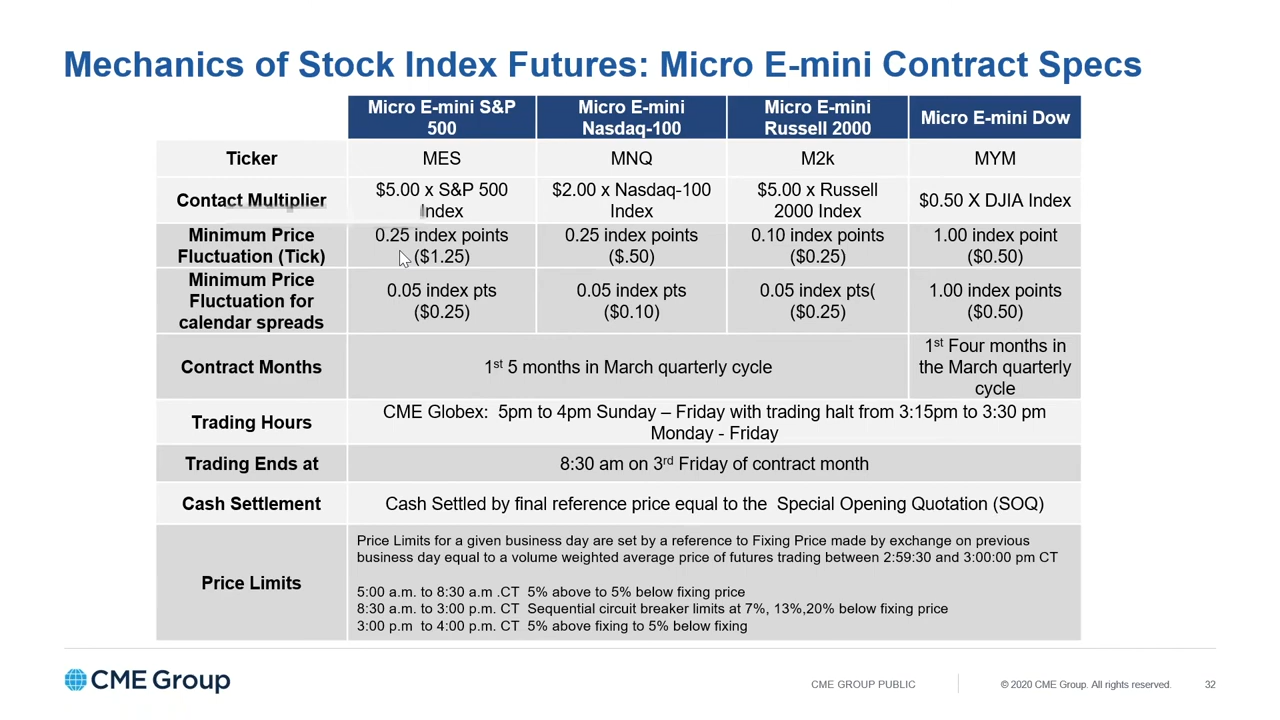 Mechanics of Stock Index Futures: Micro E-mini Contract Specs
Micro E-mini S&P
500
Micro E-mini
Nasdaq-100
Micro E-mini
Russell 2000
Micro E-mini Dow
Ticker
MES
MNQ
M2k
MYM
Contact Multiplier
$5.00 x S&P 500
Index
$2.00 x Nasdaq-100
Index
$5.00 x Russell
2000 Index
$0.50 X DJIA Index
Minimum Price
Fluctuation (Tick)
0.25 index points
($1.25)
0.25 index points
($.50)
0.10 index points
($0.25)
1.00 index point
($0.50)
Minimum Price
Fluctuation for
calendar spreads
0.05 index pts
($0.25)
0.05 index pts
($0.10)
0.05 index pts(
($0.25)
1.00 index points
($0.50)
Contract Months
1st 5 months in March quarterly cycle
1st Four months in
the March quarterly
cycle
Trading Hours
CME Globex: 5pm to 4pm Sunday – Friday with trading halt from 3:15pm to 3:30 pm
Monday - Friday
Trading Ends at
8:30 am on 3rd Friday of contract month
Cash Settlement
Cash Settled by final reference price equal to the Special Opening Quotation (SOQ)
Price Limits
Price Limits for a given business day are set by a reference to Fixing Price made by exchange on previous
business day equal to a volume weighted average price of futures trading between 2:59:30 and 3:00:00 pm CT
5:00 a.m. to 8:30 a.m .CT 5% above to 5% below fixing price
8:30 a.m. to 3:00 p.m. CT Sequential circuit breaker limits at 7%, 13%,20% below fixing price
3:00 p.m to 4:00 p.m. CT 5% above fixing to 5% below fixing
CME Group
CME GROUP PUBLIC
© 2020 CME Group. All rights reserved.
32